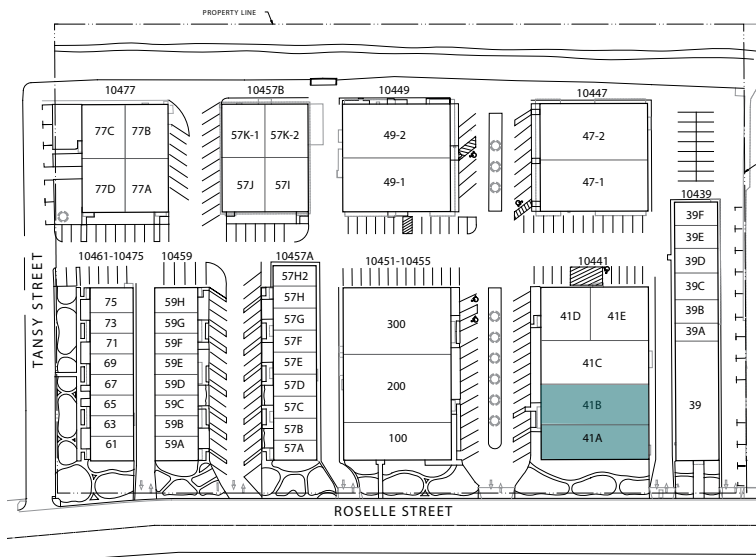 PROPERTY LINE
10477
10457B
10449
10447
77C
77B
77D
77A
57K-1
57K-2
57J
57I
49-2
49-1
47-2
47-1
10439
39F
39E
39D
39C
39B
39A
39
TANSY STREET
10461-10475
75
73
71
69
67
65
63
61
10459
59H
59G
59F
59E
59D
59C
59B
59A
10457A
57H2
57H
57G
57F
57E
57D
57C
57B
57A
10451-10455
300
200
100
10441
41D
41E
41C
41B
41A
ROSELLE STREET